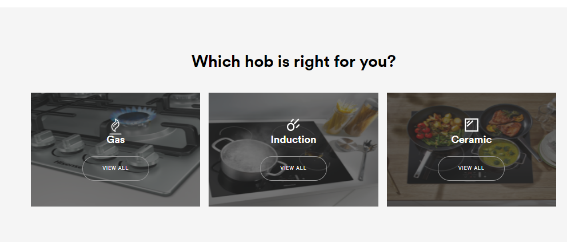 Which hob is right for you?
Gas
VIEW ALL
Induction
VIEW ALL
Ceramic
VIEW ALL